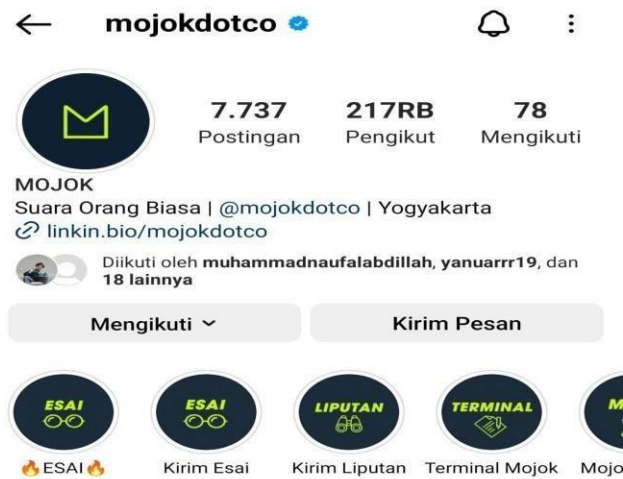 mojokdotco
7.737 217RB 78
Postingan Pengikut Mengikuti
MOJOK
Suara Orang Biasa | @mojokdotco | Yogyakarta
linkin.bio/mojokdotco
Diikuti oleh muhammadnaufalabdillah, yanuarrr19, dan
18 lainnya
Mengikuti Kirim Pesan
ESAI ESAI LIPUTAN TERMINAL M
🔥ESAI🔥 Kirim Esai Kirim Liputan Terminal Mojok Mojo